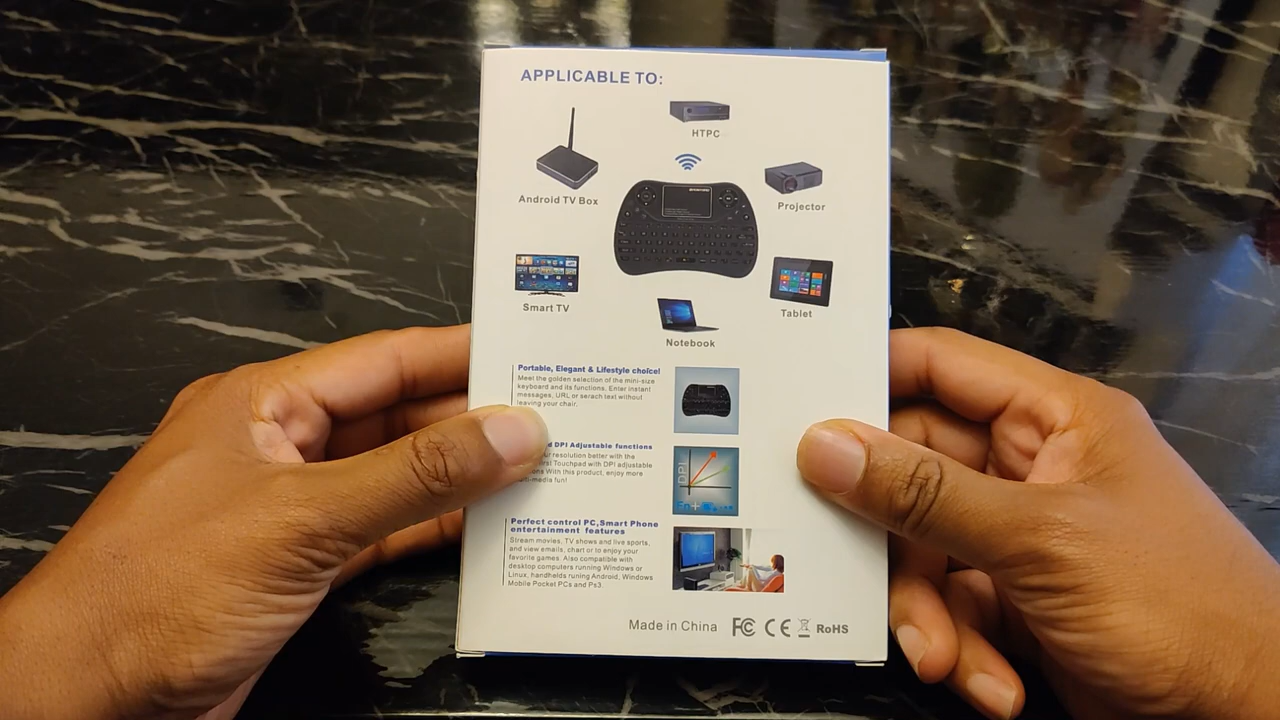 APPLICABLE TO:
HTPC
Android TV Box
Projector
Smart TV
Tablet
Notebook
Portable, Elegant & Lifestyle choice!
Meet the golden selection of the mini-size
keyboard and its functions. Enter instant
messages, URL or serach text without
leaving your chair.
DPI Adjustable functions
resolution better with the
Touchpad with DPI adjustable
With this product, enjoy more
media fun!
DPI
Fn+
Perfect control PC,Smart Phone
entertainment features
Stream movies, TV shows and live sports,
and view emails, chart or to enjoy your
favorite games. Also compatible with
desktop computers running Windows or
Linux, handhelds runing Android, Windows
Mobile Pocket PCs and Ps3.
Made in China FC CE RoHS